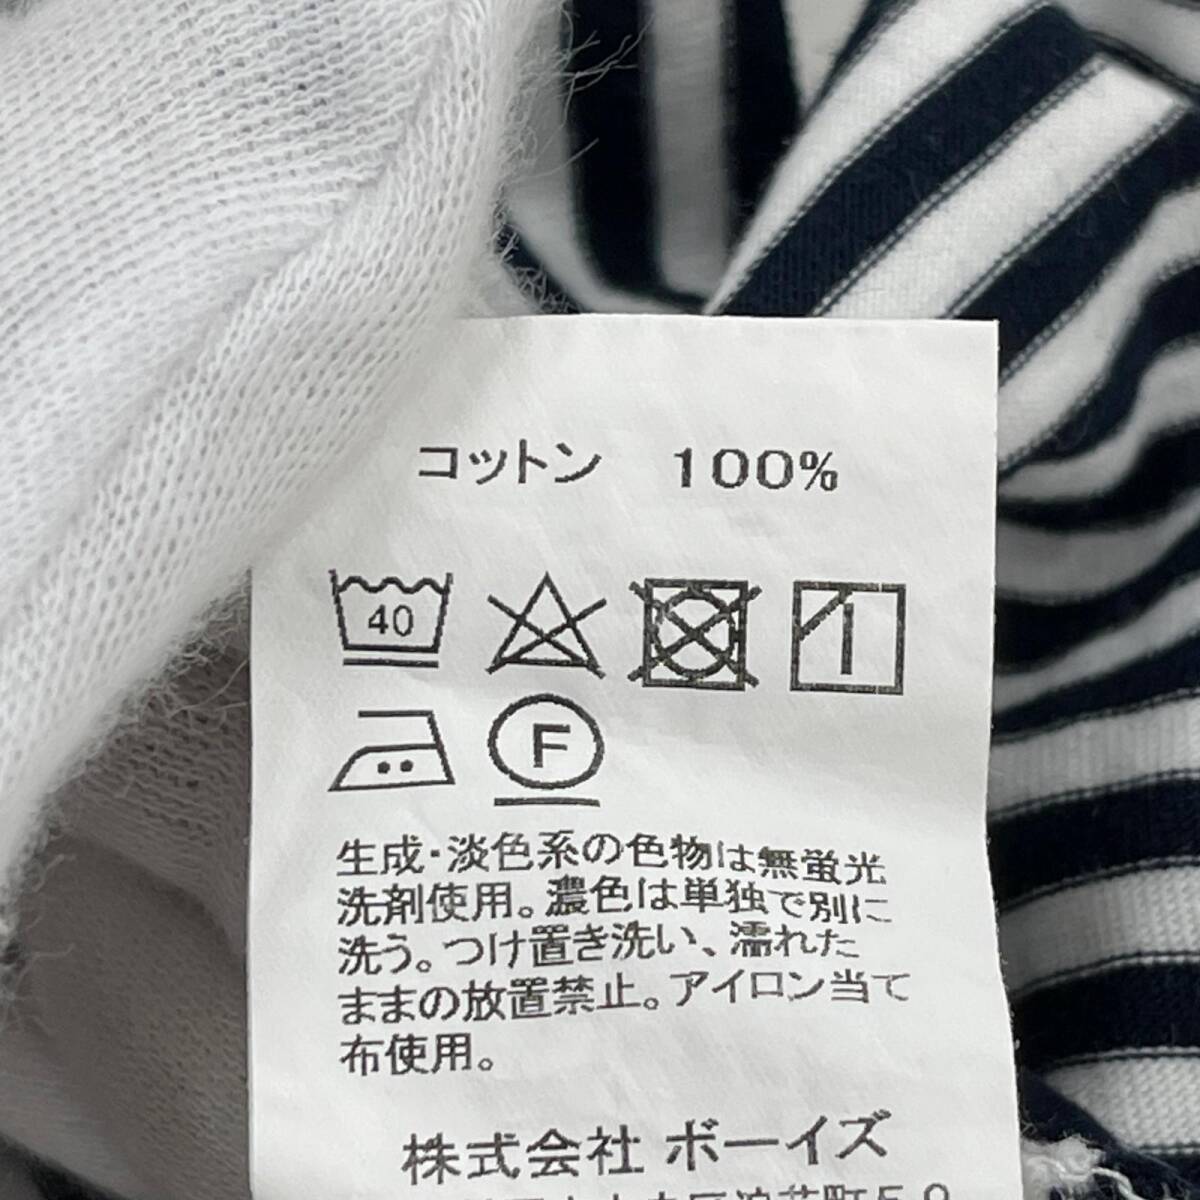 コットン　100%
40
F
生成・淡色系の色物は無蛍光
洗剤使用。濃色は単独で別に
洗う。つけ置き洗い、濡れた
ままの放置禁止。アイロン当て
布使用。
株式会社 ボーイズ